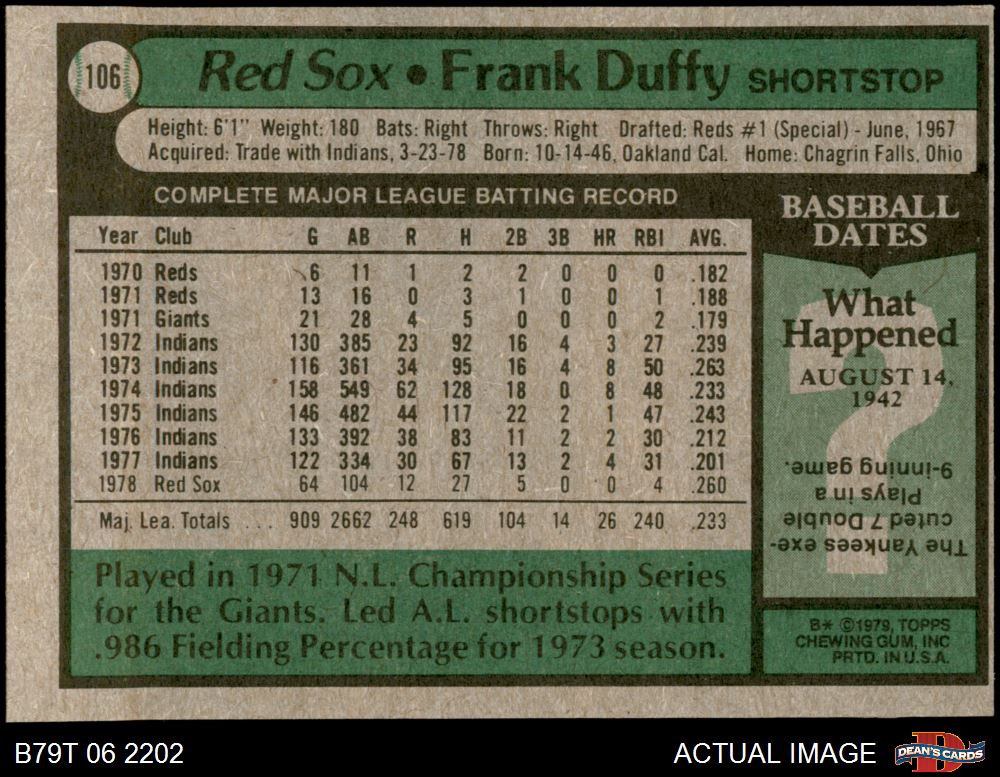 106 Red Sox • Frank Duffy SHORTSTOP
Height: 6'1" Weight: 180 Bats: Right Throws: Right Drafted: Reds #1 (Special) - June, 1967
Acquired: Trade with Indians, 3-23-78 Born: 10-14-46, Oakland Cal. Home: Chagrin Falls, Ohio
COMPLETE MAJOR LEAGUE BATTING RECORD
Year Club G AB R H 2B 3B HR RBI AVG.
1970 Reds 6 11 1 2 2 0 0 0 .182
1971 Reds 13 16 0 3 1 0 0 1 .188
1971 Giants 21 28 4 5 0 0 0 2 .179
1972 Indians 130 385 23 92 16 4 3 27 .239
1973 Indians 116 361 34 95 16 4 8 50 .263
1974 Indians 158 549 62 128 18 0 8 48 .233
1975 Indians 146 482 44 117 22 2 1 47 .243
1976 Indians 133 392 38 83 11 2 2 30 .212
1977 Indians 122 334 30 67 13 2 4 31 .201
1978 Red Sox 64 104 12 27 5 0 0 4 .260
Maj. Lea. Totals ... 909 2662 248 619 104 14 26 240 .233
Played in 1971 N.L. Championship Series
for the Giants. Led A.L. shortstops with
.986 Fielding Percentage for 1973 season.
BASEBALL
DATES
What
Happened
AUGUST 14,
1942
?
The Yankees exe-
cuted 7 Double
Plays in a
9-inning game.
B* ©1979, TOPPS
CHEWING GUM, INC
PRTD. IN U.S.A.
B79T 06 2202
ACTUAL IMAGE
D
DEAN'S CARDS